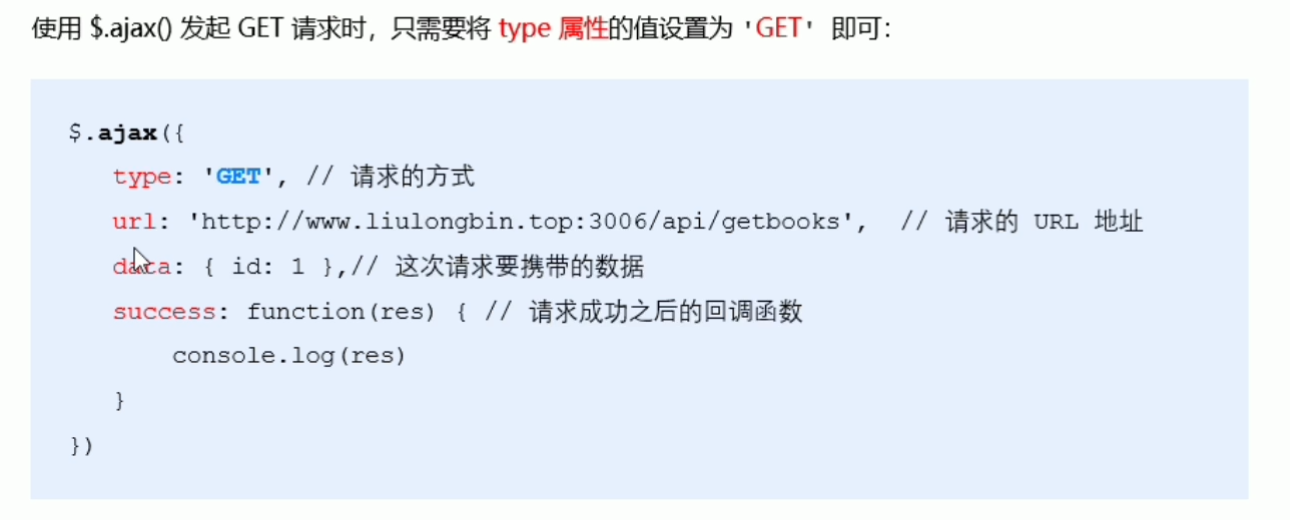 使用 $.ajax() 发起 GET 请求时，只需要将 type 属性的值设置为 'GET' 即可：
$.ajax({
type: 'GET', // 请求的方式
url: 'http://www.liulongbin.top:3006/api/getbooks', // 请求的 URL 地址
data: { id: 1 },// 这次请求要携带的数据
success: function(res) { // 请求成功之后的回调函数
console.log(res)
}
})